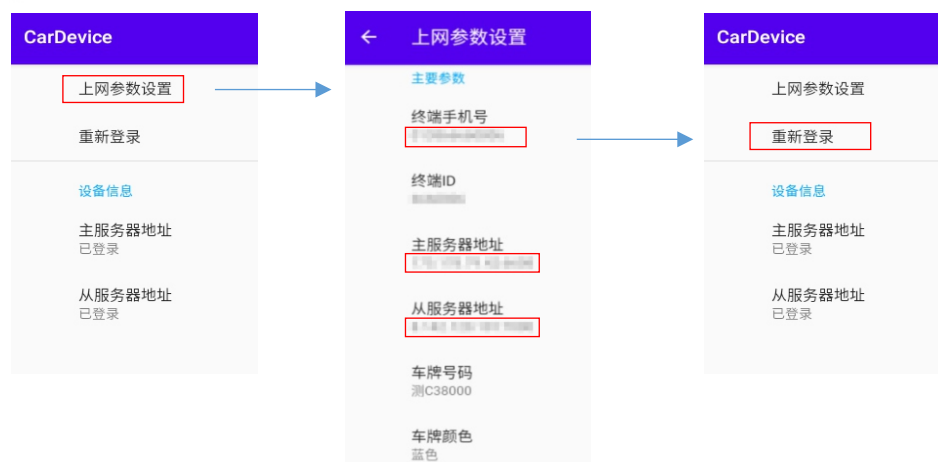 CarDevice
上网参数设置
重新登录
设备信息
主服务器地址
已登录
从服务器地址
已登录
上网参数设置
主要参数
终端手机号
终端ID
主服务器地址
从服务器地址
车牌号码
测C38000
车牌颜色
蓝色
CarDevice
上网参数设置
重新登录
设备信息
主服务器地址
已登录
从服务器地址
已登录